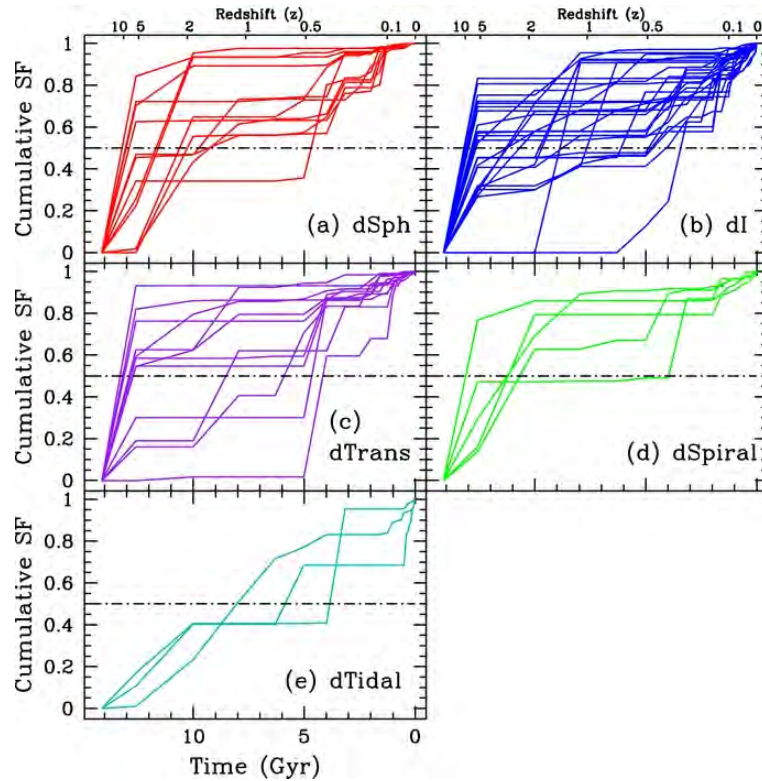 Redshift (z) Redshift (z)
10 5 2 1 0.5 0.1 0 10 5 2 1 0.5 0.1 0
1
0.8
0.6
0.4
0.2
0
Cumulative SF
(a) dSph
(b) dI
1
0.8
0.6
0.4
0.2
0
Cumulative SF
(c)
dTrans
(d) dSpiral
1
0.8
0.6
0.4
0.2
0
Cumulative SF
(e) dTidal
10 5 0
Time (Gyr)